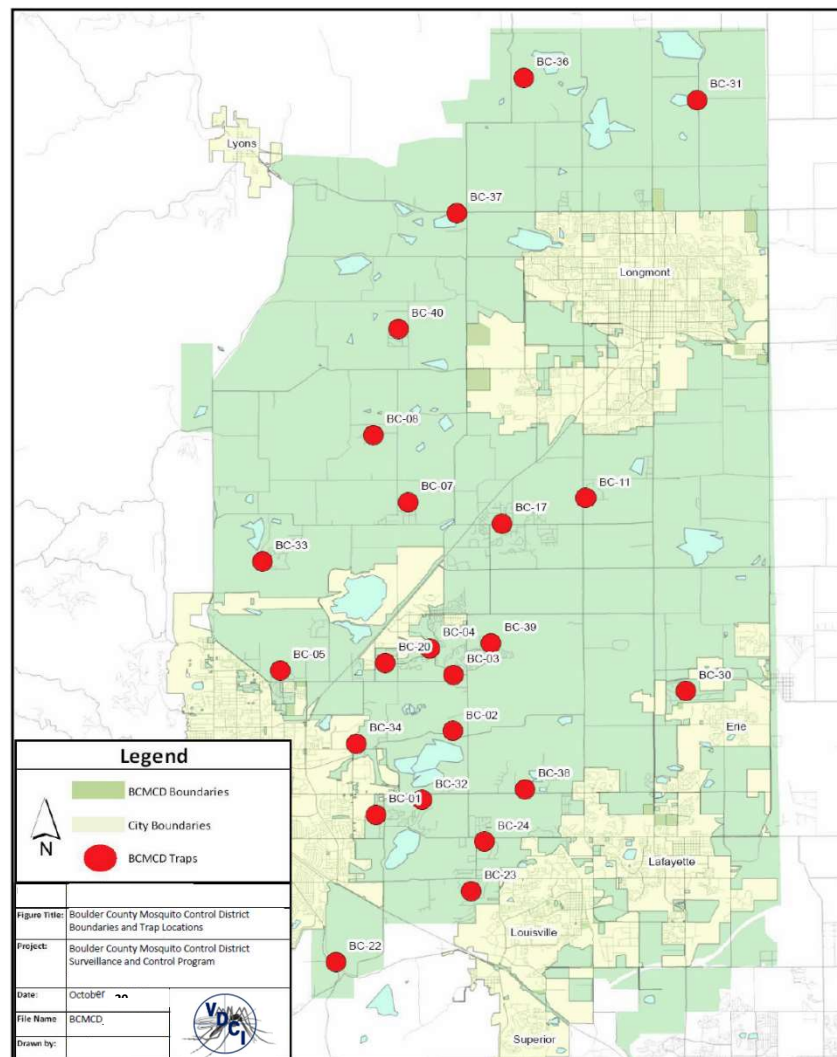 BC-36
BC-31
Lyons
BC-37
Longmont
BC-40
BC-08
BC-07
BC-11
BC-17
BC-33
BC-39
BC-04
BC-20
BC-03
BC-05
BC-30
BC-02
Erie
BC-34
BC-38
BC-32
BC-01
BC-24
Lafayette
BC-23
Louisville
BC-22
Superior
Legend
BCMCD Boundaries
City Boundaries
BCMCD Traps
N
Figure Title: Boulder County Mosquito Control District
Boundaries and Trap Locations
Project: Boulder County Mosquito Control District
Surveillance and Control Program
Date: October
File Name BCMCD
Drawn by:
VDCI